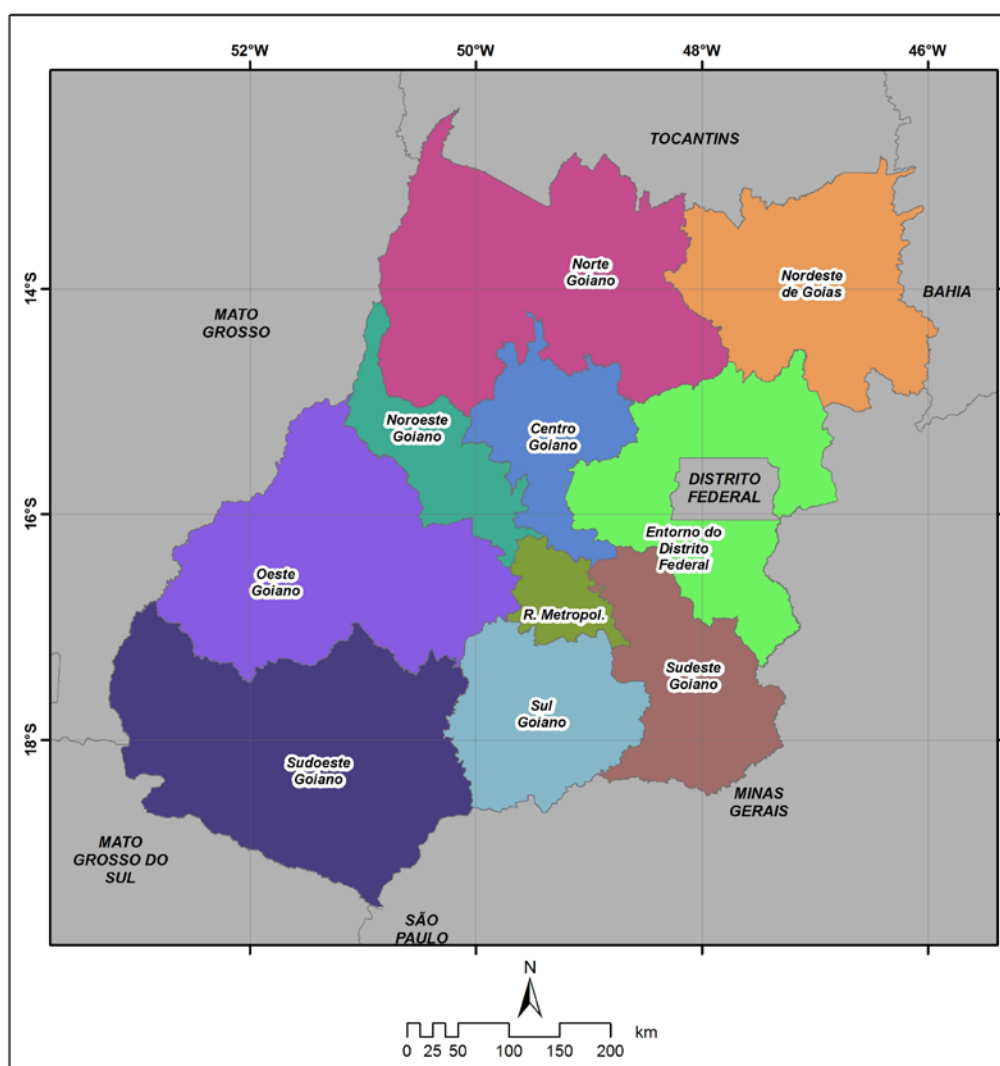 52°W 50°W 48°W 46°W
TOCANTINS
Norte
Goiano
Nordeste
de Goias
14°S
BAHIA
MATO
GROSSO
Noroeste
Goiano
Centro
Goiano
DISTRITO
FEDERAL
16°S
Entorno do
Distrito
Federal
Oeste
Goiano
R. Metropol.
Sudeste
Goiano
Sul
Goiano
18°S
Sudoeste
Goiano
MINAS
GERAIS
MATO
GROSSO DO
SUL
SÃO
PAULO
N
km
0 25 50 100 150 200